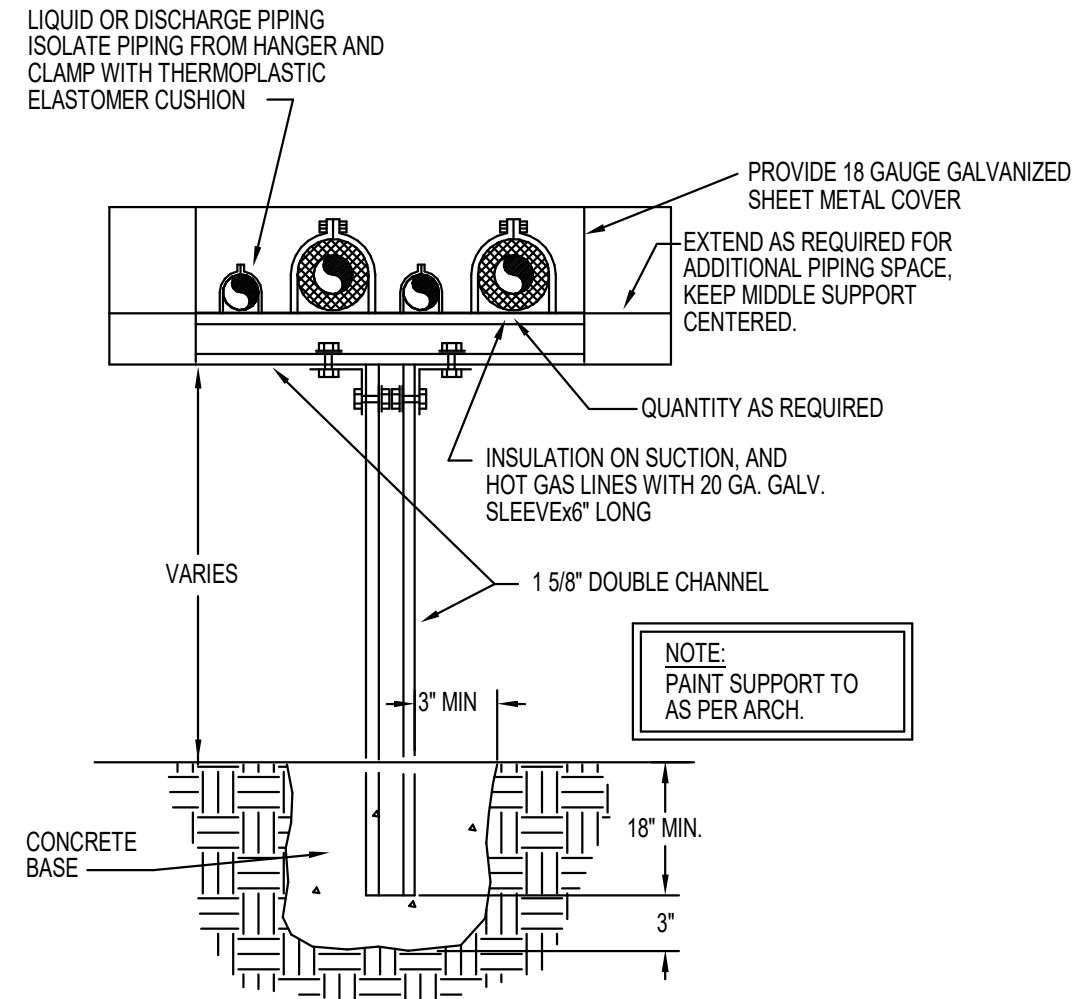 LIQUID OR DISCHARGE PIPING
ISOLATE PIPING FROM HANGER AND
CLAMP WITH THERMOPLASTIC
ELASTOMER CUSHION
PROVIDE 18 GAUGE GALVANIZED
SHEET METAL COVER
EXTEND AS REQUIRED FOR
ADDITIONAL PIPING SPACE,
KEEP MIDDLE SUPPORT
CENTERED.
QUANTITY AS REQUIRED
INSULATION ON SUCTION, AND
HOT GAS LINES WITH 20 GA. GALV.
SLEEVEx6" LONG
VARIES
1 5/8" DOUBLE CHANNEL
NOTE:
PAINT SUPPORT TO
AS PER ARCH.
3" MIN
18" MIN.
CONCRETE
BASE
3"